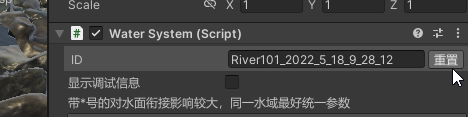 Scale X 1 Y 1 Z 1
# Water System (Script)
ID River101_2022_5_18_9_28_12 重置
显示调试信息
带*号的对水面衔接影响较大，同一水域最好统一参数